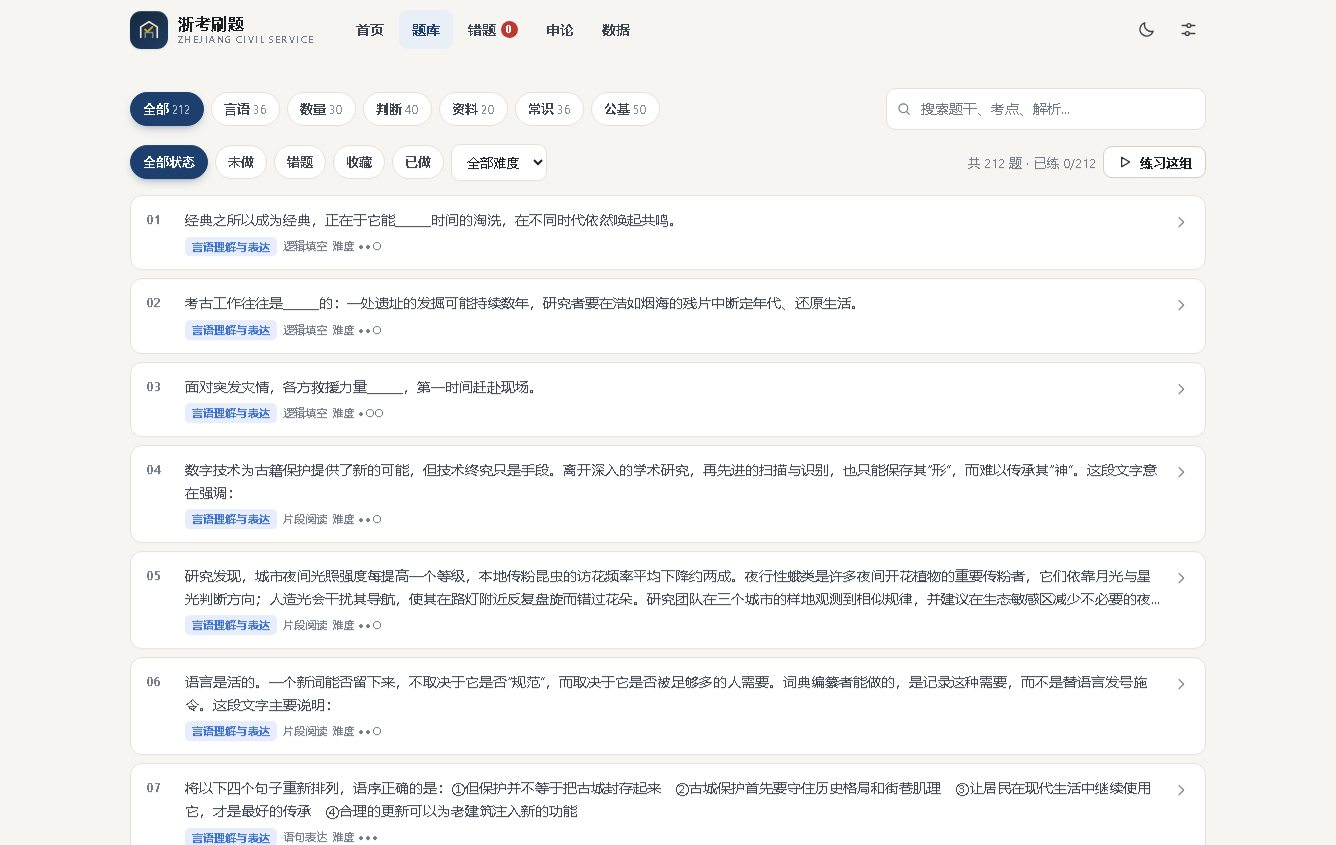 浙考刷题
ZHEJIANG CIVIL SERVICE
首页 题库 错题 0 申论 数据
全部 212 言语 36 数量 30 判断 40 资料 20 常识 36 公基 50
搜索题干、考点、解析...
全部状态 未做 错题 收藏 已做 全部难度
共 212 题 · 已练 0/212 练习这组
01 经典之所以成为经典，正在于它能_____时间的淘洗，在不同时代依然唤起共鸣。
言语理解与表达 逻辑填空 难度 ●●○
02 考古工作往往是_____的：一处遗址的发掘可能持续数年，研究者要在浩如烟海的残片中断定年代、还原生活。
言语理解与表达 逻辑填空 难度 ●●○
03 面对突发灾情，各方救援力量_____，第一时间赶赴现场。
言语理解与表达 逻辑填空 难度 ●○○
04 数字技术为古籍保护提供了新的可能，但技术终究只是手段。离开深入的学术研究，再先进的扫描与识别，也只能保存其"形"，而难以传承其"神"。这段文字意
在强调：
言语理解与表达 片段阅读 难度 ●●○
05 研究发现，城市夜间光照强度每提高一个等级，本地传粉昆虫的访花频率平均下降约两成。夜行性蛾类是许多夜间开花植物的重要传粉者，它们依靠月光与星
光判断方向；人造光会干扰其导航，使其在路灯附近反复盘旋而错过花朵。研究团队在三个城市的样地观测到相似规律，并建议在生态敏感区减少不必要的夜...
言语理解与表达 片段阅读 难度 ●●○
06 语言是活的。一个新词能否留下来，不取决于它是否"规范"，而取决于它是否被足够多的人需要。词典编纂者能做的，是记录这种需要，而不是替语言发号施
令。这段文字主要说明：
言语理解与表达 片段阅读 难度 ●●○
07 将以下四个句子重新排列，语序正确的是：①但保护并不等于把古城封存起来　②古城保护首先要守住历史格局和街巷肌理　③让居民在现代生活中继续使用
它，才是最好的传承　④合理的更新可以为老建筑注入新的功能
言语理解与表达 语句表达 难度 ●●●